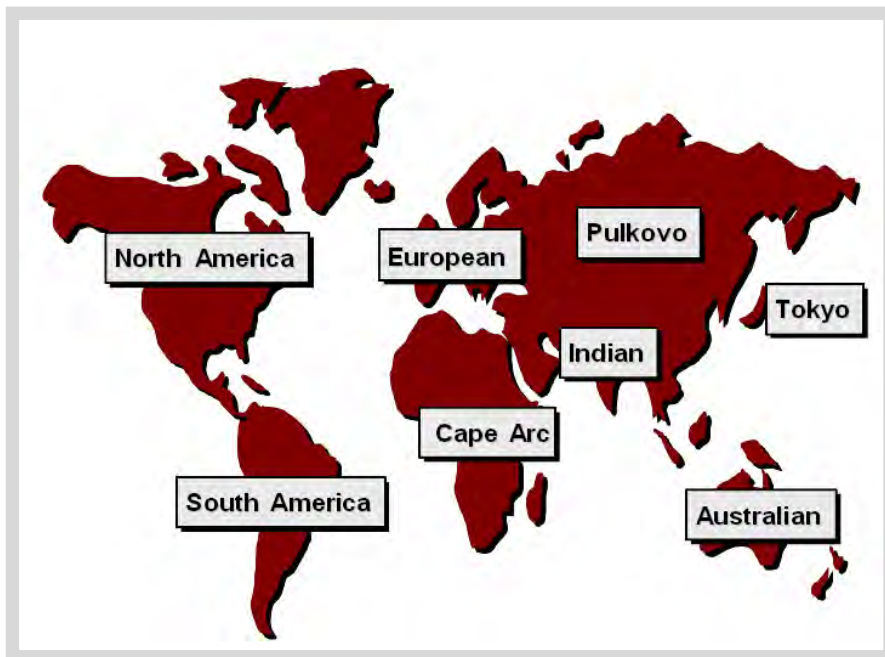 Pulkovo
North America
European
Tokyo
Indian
Cape Arc
South America
Australian